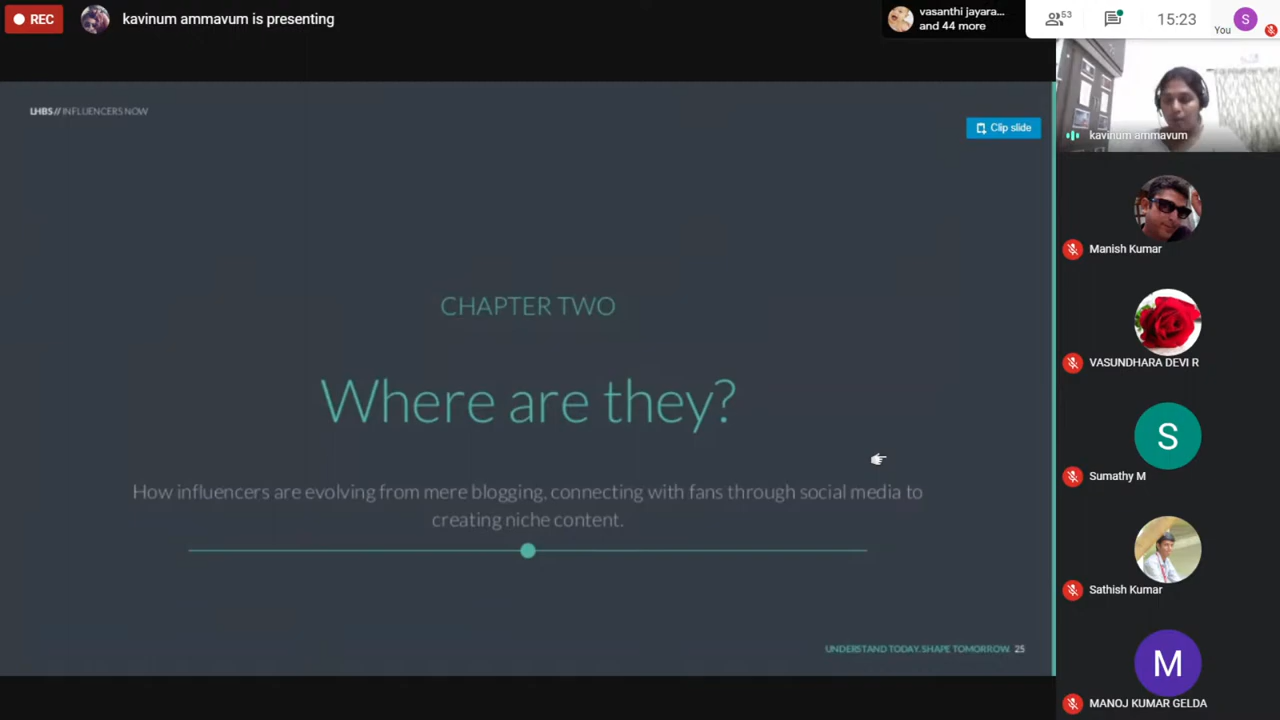 REC
kavinum ammavum is presenting
vasanthi jayara...
and 44 more
53
15:23
You
S
LHBS// INFLUENCERS NOW
Clip slide
kavinum ammavum
CHAPTER TWO
Where are they?
How influencers are evolving from mere blogging, connecting with fans through social media to
creating niche content.
UNDERSTAND TODAY. SHAPE TOMORROW. 25
Manish Kumar
VASUNDHARA DEVI R
S
Sumathy M
Sathish Kumar
M
MANOJ KUMAR GELDA